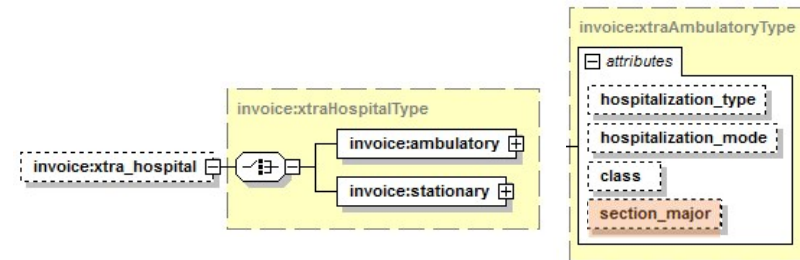 invoice:xtraAmbulatoryType
attributes
invoice:xtraHospitalType
hospitalization_type
hospitalization_mode
invoice:ambulatory
invoice:xtra_hospital
class
invoice:stationary
section_major